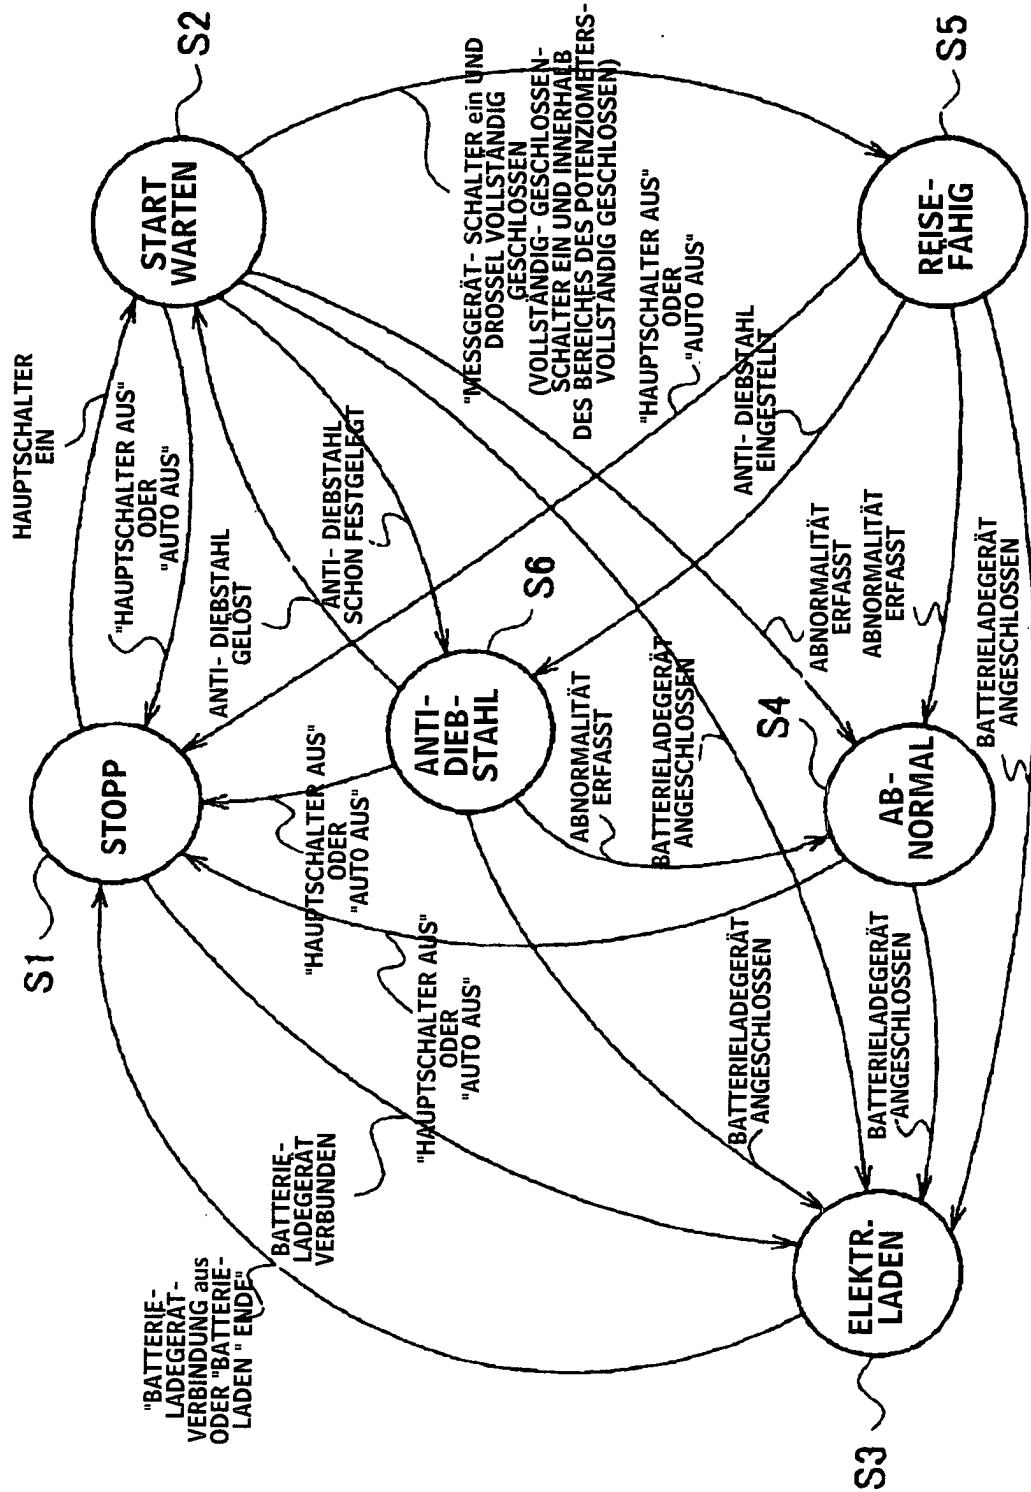 HAUPTSCHALTER
EIN
S2
START
WARTEN
"HAUPTSCHALTER AUS"
ODER
"AUTO AUS"
S1
STOPP
"MESSGERÄT- SCHALTER ein UND
DROSSEL VOLLSTÄNDIG
GESCHLOSSEN
(VOLLSTÄNDIG- GESCHLOSSEN-
SCHALTER EIN UND INNERHALB
DES BEREICHES DES POTENZIOMETERS-
VOLLSTÄNDIG GESCHLOSSEN)
ANTI- DIEBSTAHL
GELÖST
ANTI- DIEBSTAHL
SCHON FESTGELEGT
"HAUPTSCHALTER AUS"
ODER
"AUTO AUS"
S5
REISE-
FÄHIG
ANTI- DIEBSTAHL
EINGESTELLT
S6
ANTI-
DIEB-
STAHL
"HAUPTSCHALTER AUS"
ODER
"AUTO AUS"
ABNORMALITÄT
ERFASST
BATTERIELADEGERÄT
ANGESCHLOSSEN
S4
AB-
NORMAL
ABNORMALITÄT
ERFASST
ABNORMALITÄT
ERFASST
BATTERIELADEGERÄT
ANGESCHLOSSEN
"HAUPTSCHALTER AUS"
ODER
"AUTO AUS"
BATTERIE-
LADEGERÄT
VERBUNDEN
"BATTERIE-
LADEGERÄT-
VERBINDUNG aus
ODER "BATTERIE-
LADEN " ENDE"
BATTERIELADEGERÄT
ANGESCHLOSSEN
BATTERIELADEGERÄT
ANGESCHLOSSEN
ELEKTR.
LADEN
S3